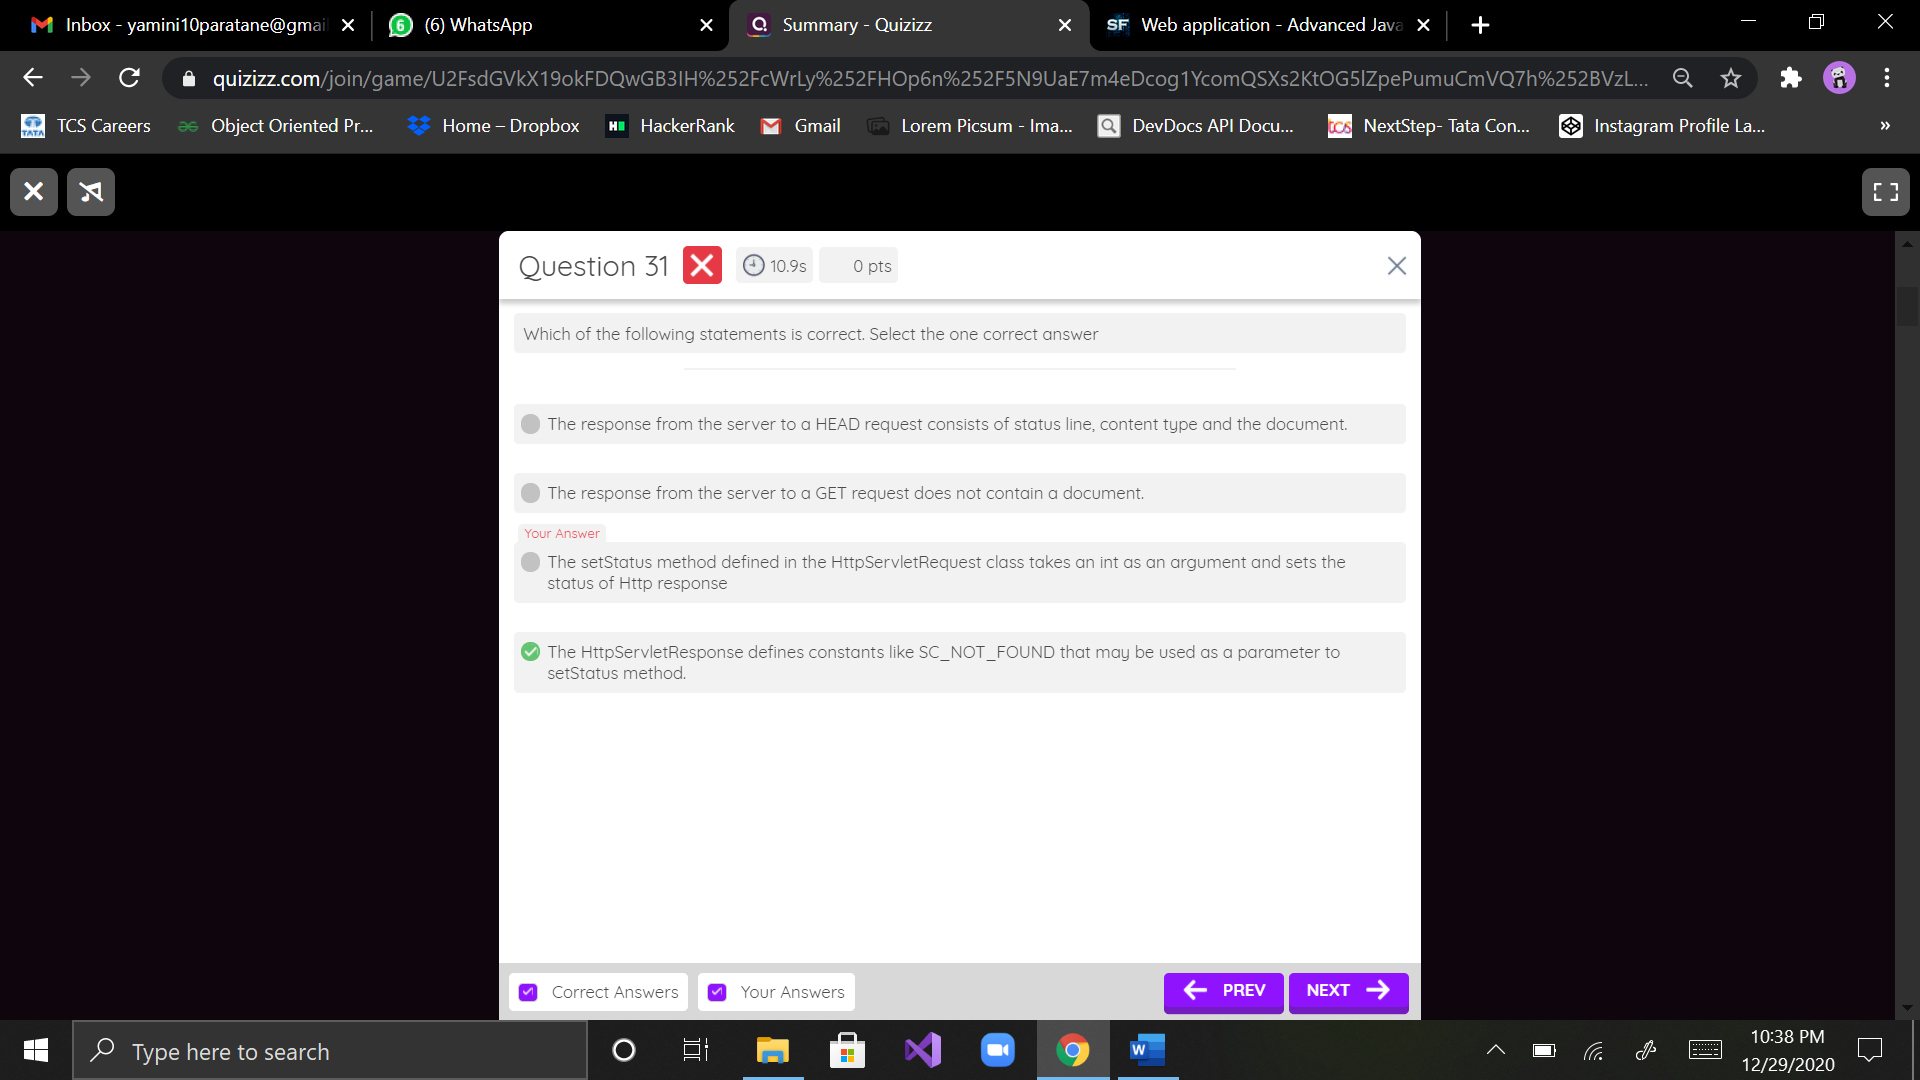 Inbox - yamini10paratane@gmai
(6) WhatsApp
Summary - Quizizz
SF Web application - Advanced Java
quizizz.com/join/game/U2FsdGVkX19okFDQwGB3IH%252FcWrLy%252FHOp6n%252F5N9UaE7m4eDcog1YcomQSXs2KtOG5lZpePumuCmVQ7h%252BVzL...
TCS Careers
Object Oriented Pr...
Home – Dropbox
HackerRank
Gmail
Lorem Picsum - Ima...
DevDocs API Docu...
NextStep- Tata Con...
Instagram Profile La...
»
Question 31
10.9s
0 pts
Which of the following statements is correct. Select the one correct answer
The response from the server to a HEAD request consists of status line, content type and the document.
The response from the server to a GET request does not contain a document.
Your Answer
The setStatus method defined in the HttpServletRequest class takes an int as an argument and sets the
status of Http response
The HttpServletResponse defines constants like SC_NOT_FOUND that may be used as a parameter to
setStatus method.
Correct Answers
Your Answers
PREV
NEXT
Type here to search
10:38 PM
12/29/2020